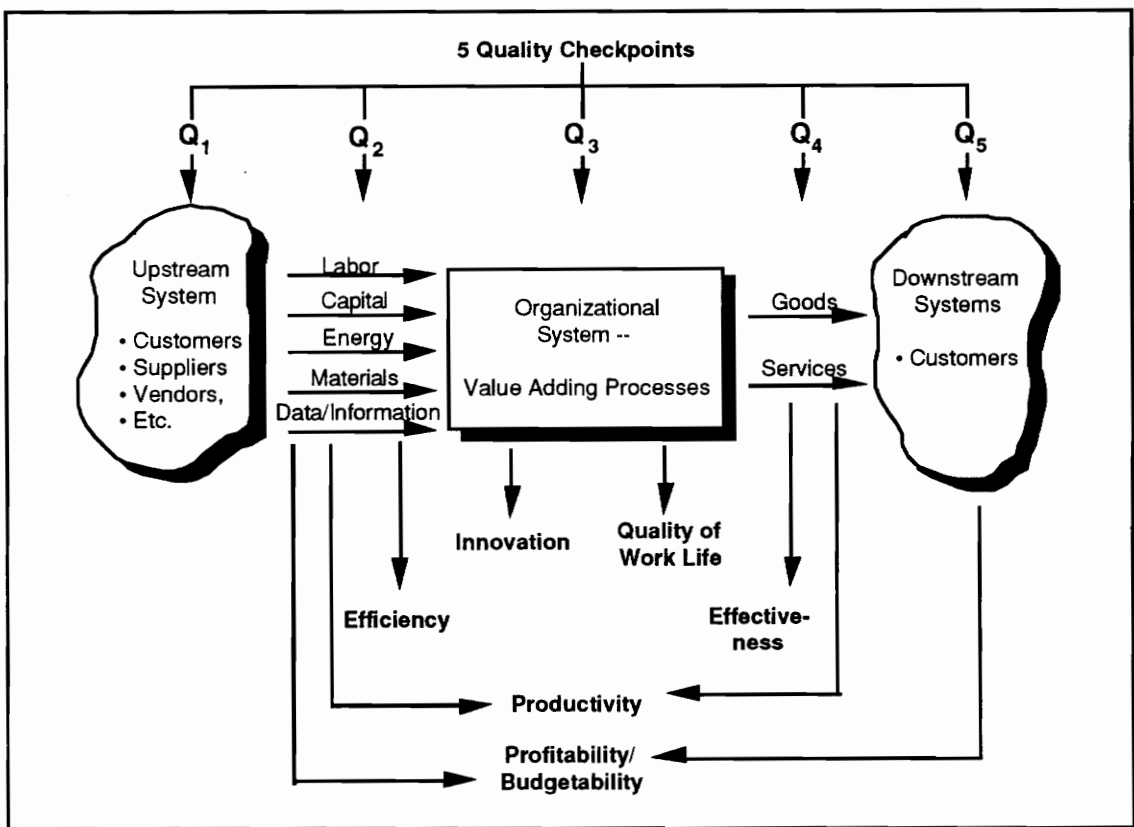 5 Quality Checkpoints
Q1
Q2
Q3
Q4
Q5
Upstream
System
• Customers
• Suppliers
• Vendors,
• Etc.
Labor
Capital
Energy
Materials
Data/Information
Organizational
System --
Value Adding Processes
Goods
Services
Downstream
Systems
• Customers
Innovation
Quality of
Work Life
Efficiency
Effective-
ness
Productivity
Profitability/
Budgetability